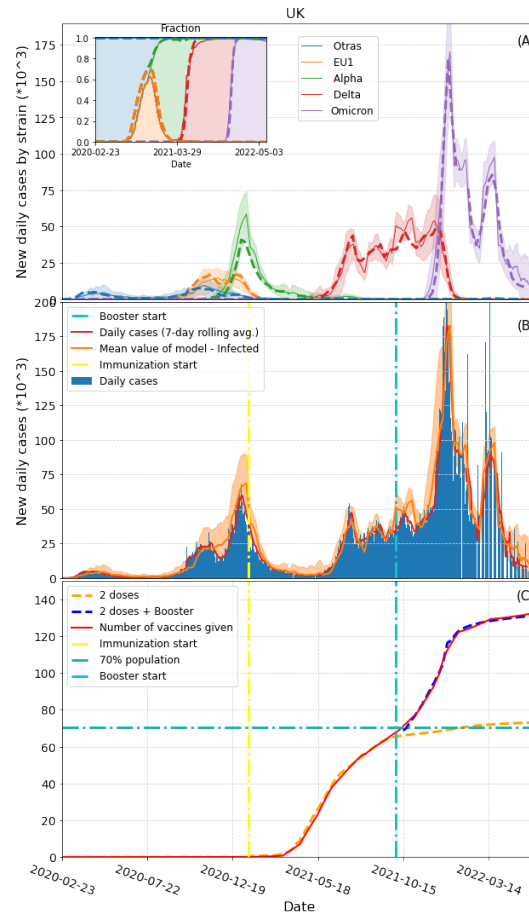 UK
(A)
New daily cases by strain (*10^3)
175
150
125
100
75
50
25
0
Fraction
1.0
0.8
0.6
0.4
0.2
0.0
2020-02-23
2021-03-29
2022-05-03
Date
Otras
EU1
Alpha
Delta
Omicron
(B)
New daily cases (*10^3)
200
175
150
125
100
75
50
25
0
Booster start
Daily cases (7-day rolling avg.)
Mean value of model - Infected
Immunization start
Daily cases
(C)
140
120
100
80
60
40
20
0
2 doses
2 doses + Booster
Number of vaccines given
Immunization start
70% population
Booster start
2020-02-23
2020-07-22
2020-12-19
2021-05-18
2021-10-15
2022-03-14
Date